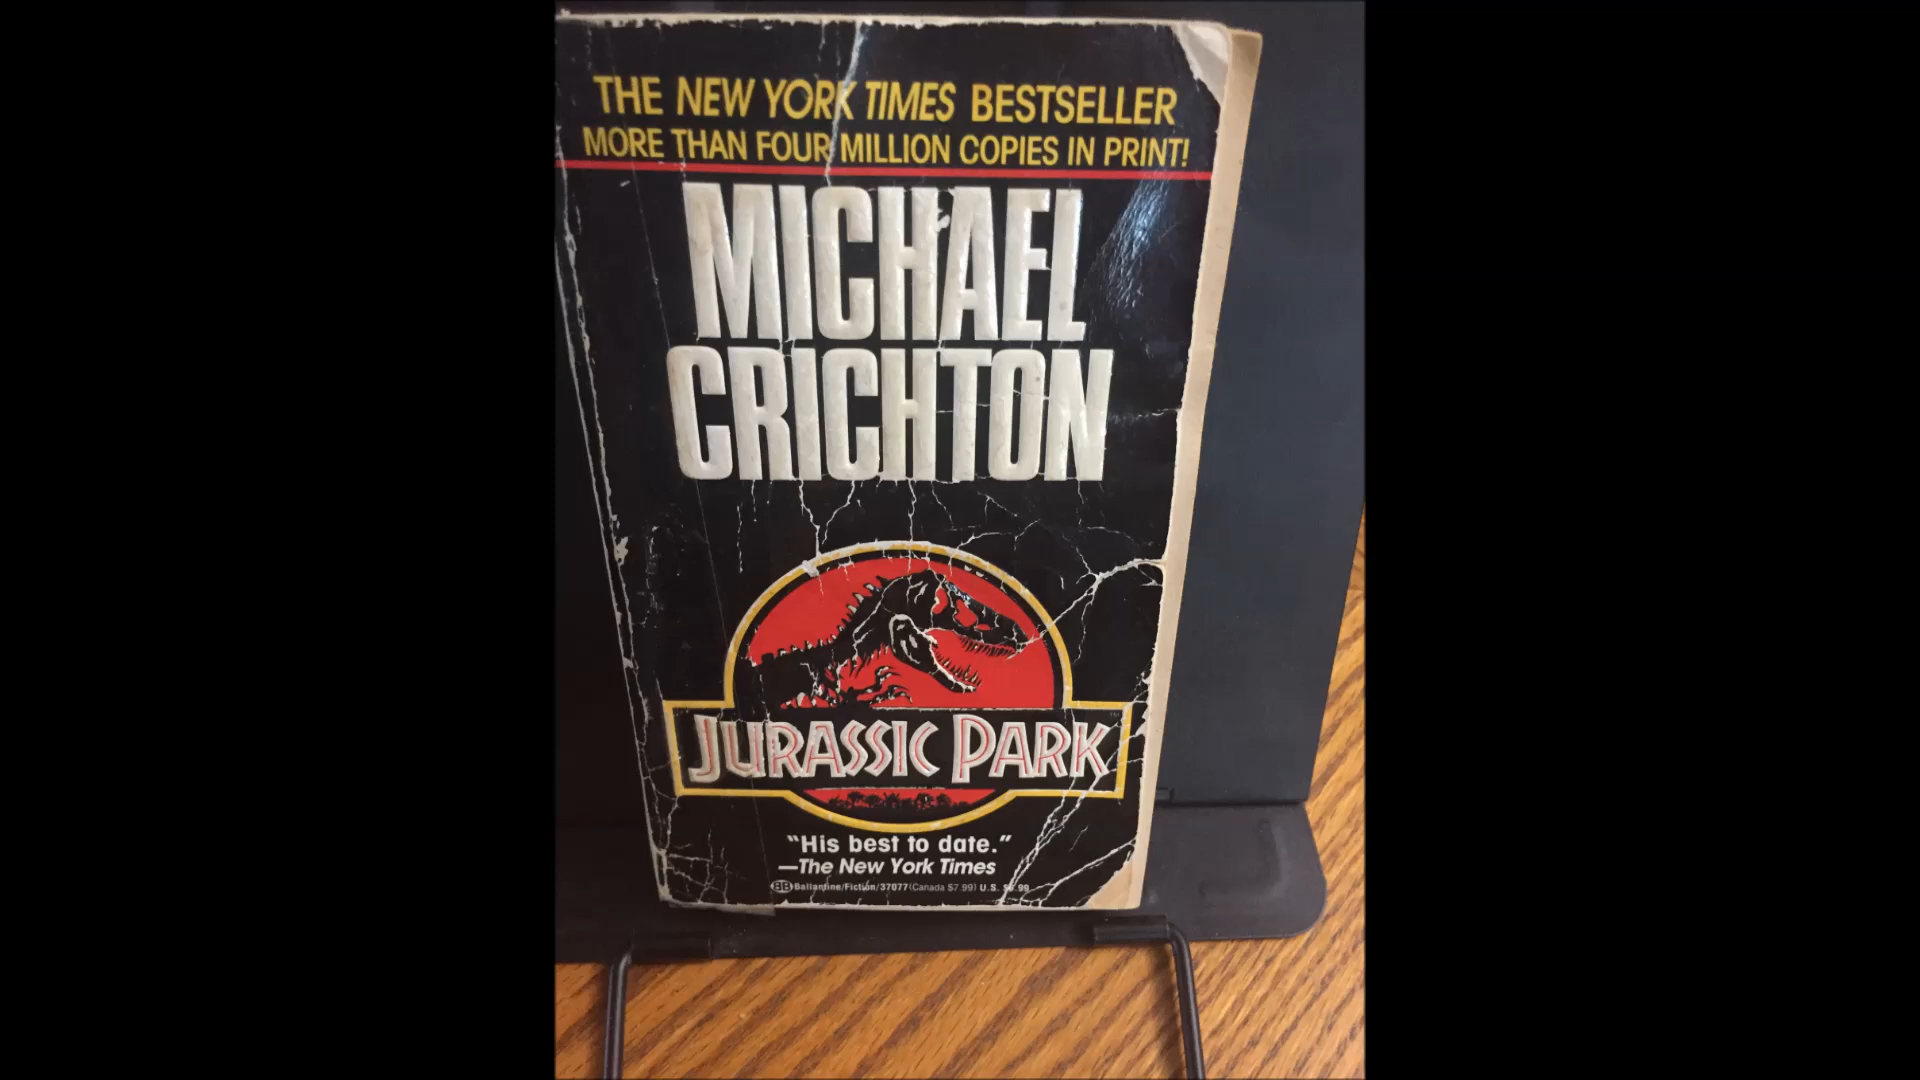 THE NEW YORK TIMES BESTSELLER
MORE THAN FOUR MILLION COPIES IN PRINT!
MICHAEL
CRICHTON
JURASSIC PARK
"His best to date."
—The New York Times
BB Ballantine/Fiction/37077 (Canada $7.99) U.S.